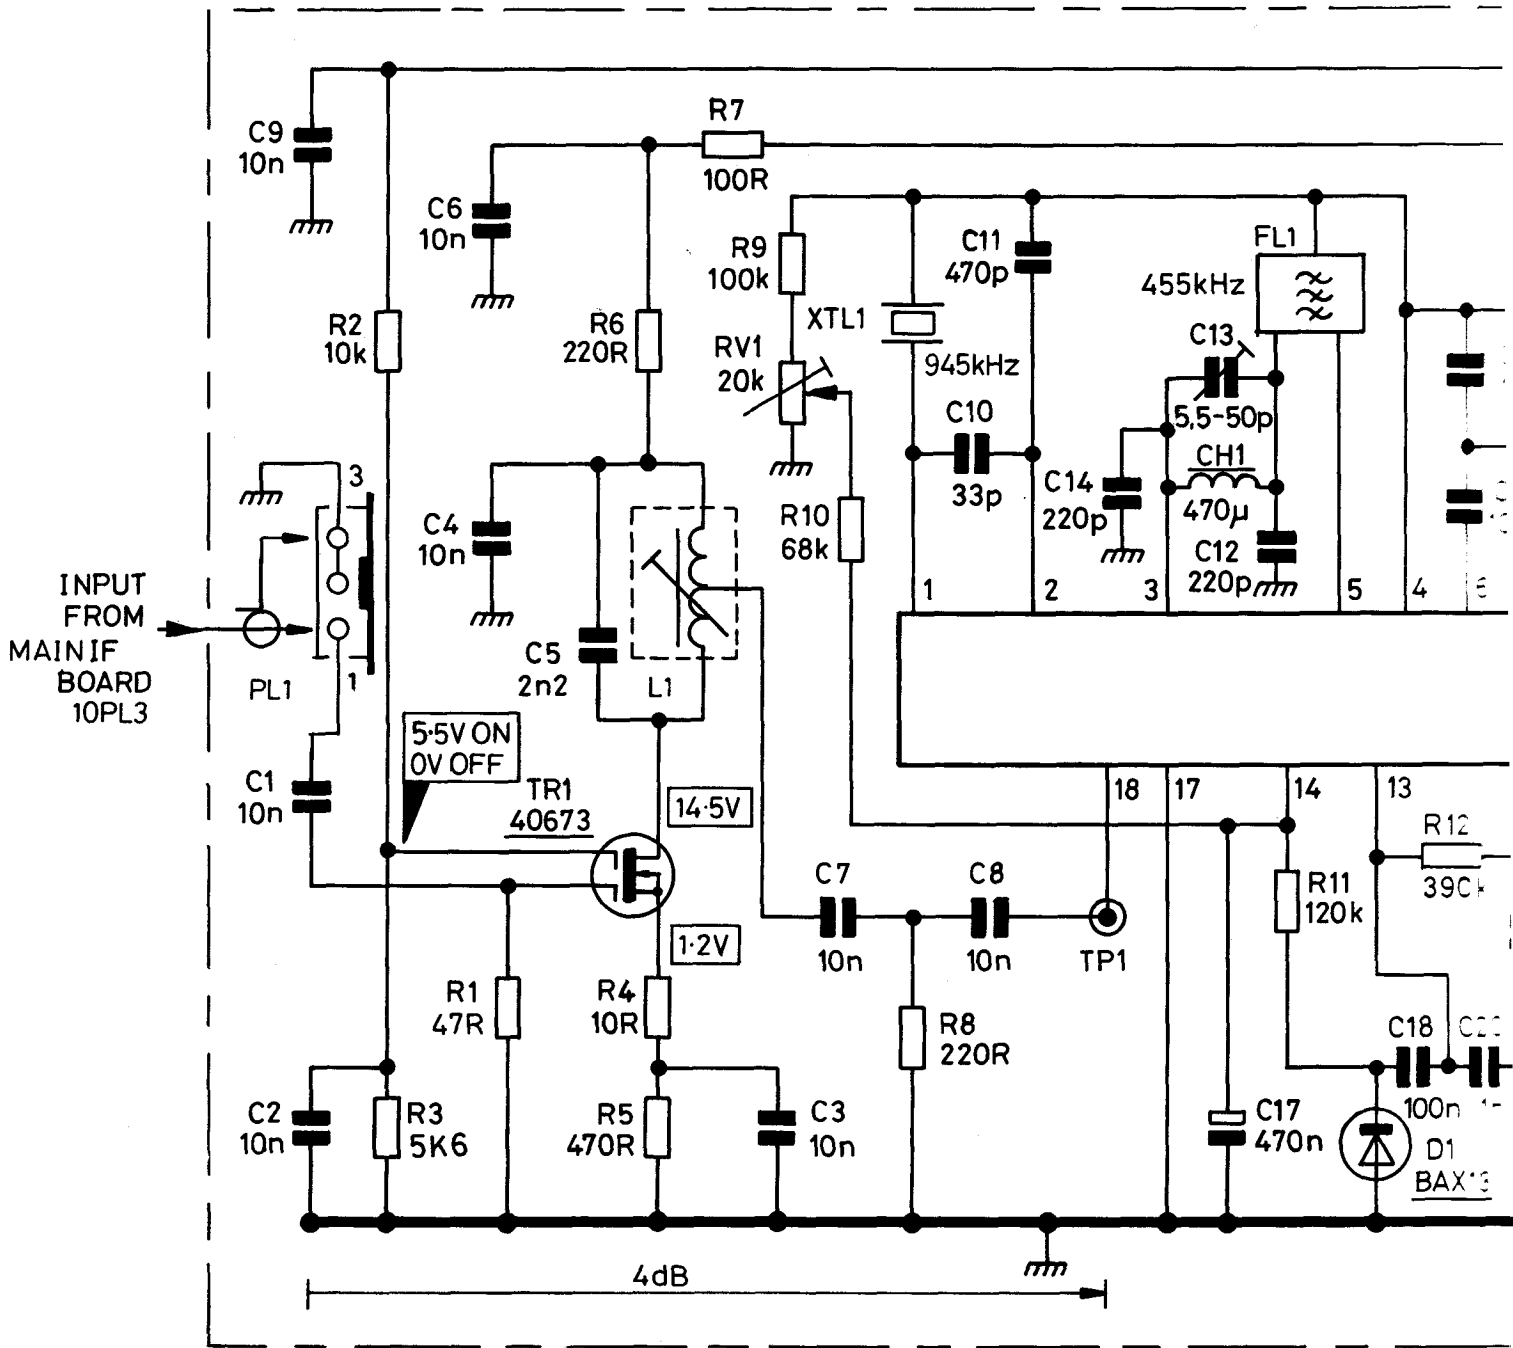 R7
100R
C9
10n
C6
10n
R9
100k
C11
470p
FL1
455kHz
R2
10k
R6
220R
RV1
20k
XTL1
945kHz
C13
5,5-50p
C10
33p
CH1
470µ
C14
220p
C12
220p
3
C4
10n
R10
68k
1
2
3
5
4
6
INPUT
FROM
MAIN IF
BOARD
10PL3
PL1
1
C5
2n2
L1
5·5V ON
0V OFF
C1
10n
TR1
40673
14·5V
18
17
14
13
R12
R11
120k
C7
10n
C8
10n
TP1
1·2V
R1
47R
R4
10R
R8
220R
C18
100n
C2
10n
R3
5K6
R5
470R
C3
10n
C17
470n
D1
4dB